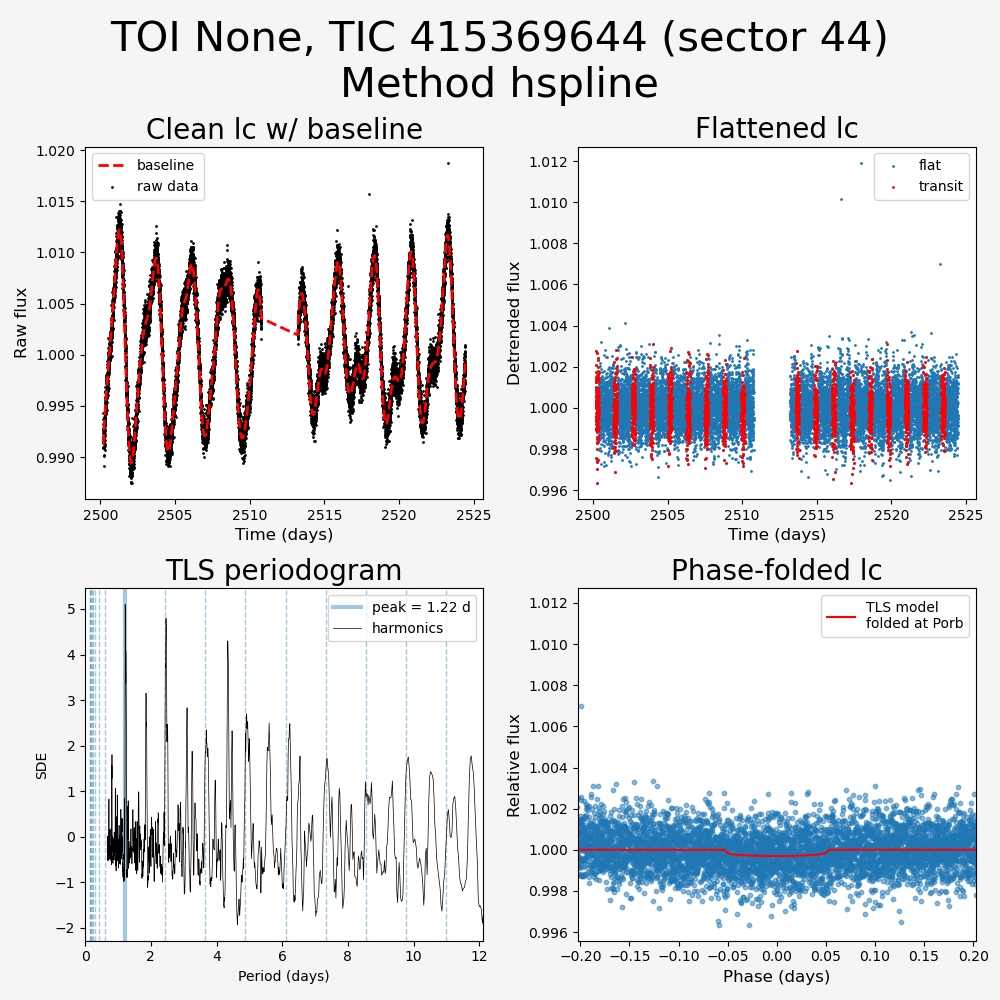 TOI None, TIC 415369644 (sector 44)
Method hspline
Clean lc w/ baseline
Flattened lc
1.020
1.015
1.010
1.005
1.000
0.995
0.990
Raw flux
baseline
raw data
2500
2505
2510
2515
2520
2525
Time (days)
1.012
1.010
1.008
1.006
1.004
1.002
1.000
0.998
0.996
Detrended flux
flat
transit
2500
2505
2510
2515
2520
2525
Time (days)
TLS periodogram
Phase-folded lc
5
4
3
2
1
0
−1
−2
SDE
peak = 1.22 d
harmonics
0
2
4
6
8
10
12
Period (days)
1.012
1.010
1.008
1.006
1.004
1.002
1.000
0.998
0.996
Relative flux
TLS model
folded at Porb
−0.20
−0.15
−0.10
−0.05
0.00
0.05
0.10
0.15
0.20
Phase (days)